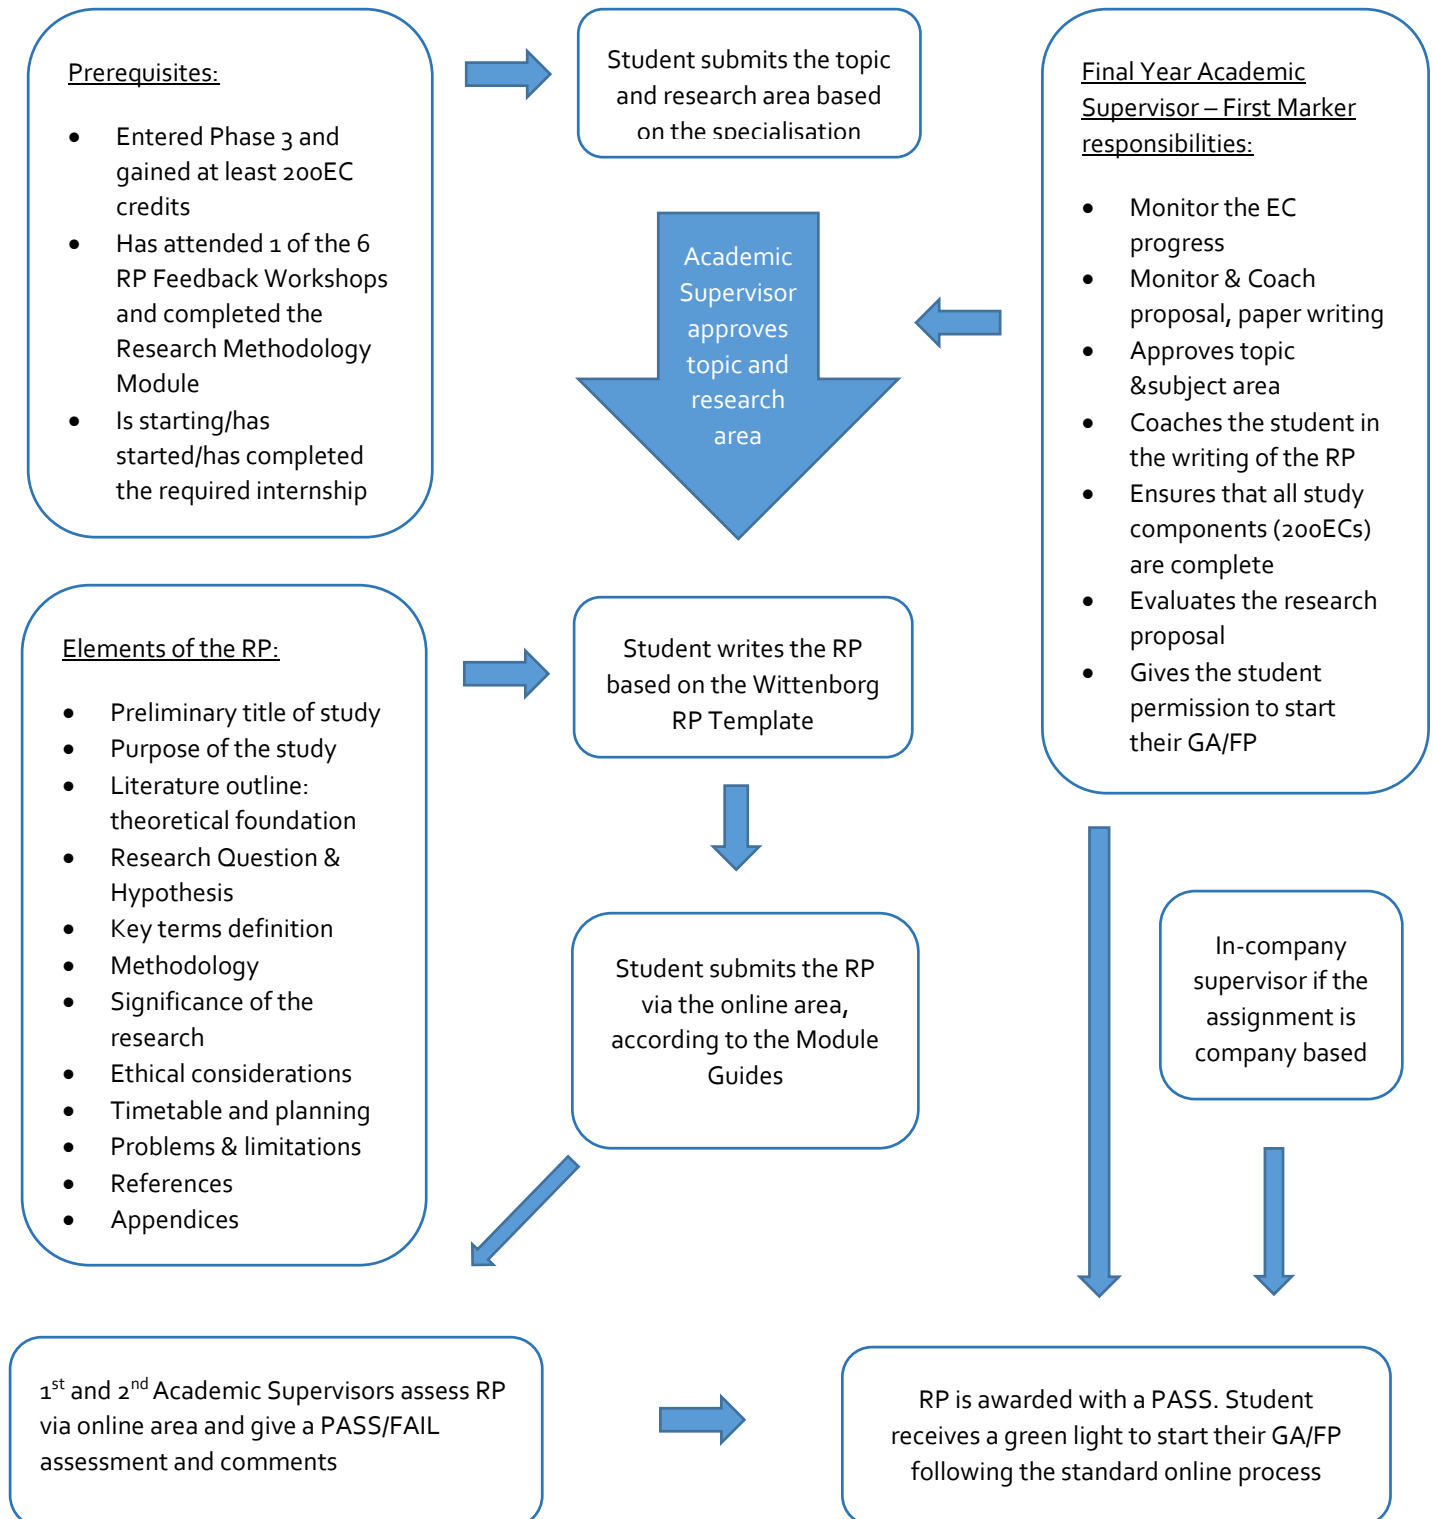 Prerequisites:
• Entered Phase 3 and
gained at least 200EC
credits
• Has attended 1 of the 6
RP Feedback Workshops
and completed the
Research Methodology
Module
• Is starting/has
started/has completed
the required internship
Student submits the topic
and research area based
on the specialisation
Academic
Supervisor
approves
topic and
research
area
Final Year Academic
Supervisor – First Marker
responsibilities:
• Monitor the EC
progress
• Monitor & Coach
proposal, paper writing
• Approves topic
&subject area
• Coaches the student in
the writing of the RP
• Ensures that all study
components (200ECs)
are complete
• Evaluates the research
proposal
• Gives the student
permission to start
their GA/FP
Elements of the RP:
• Preliminary title of study
• Purpose of the study
• Literature outline:
theoretical foundation
• Research Question &
Hypothesis
• Key terms definition
• Methodology
• Significance of the
research
• Ethical considerations
• Timetable and planning
• Problems & limitations
• References
• Appendices
Student writes the RP
based on the Wittenborg
RP Template
Student submits the RP
via the online area,
according to the Module
Guides
In-company
supervisor if the
assignment is
company based
1st and 2nd Academic Supervisors assess RP
via online area and give a PASS/FAIL
assessment and comments
RP is awarded with a PASS. Student
receives a green light to start their GA/FP
following the standard online process